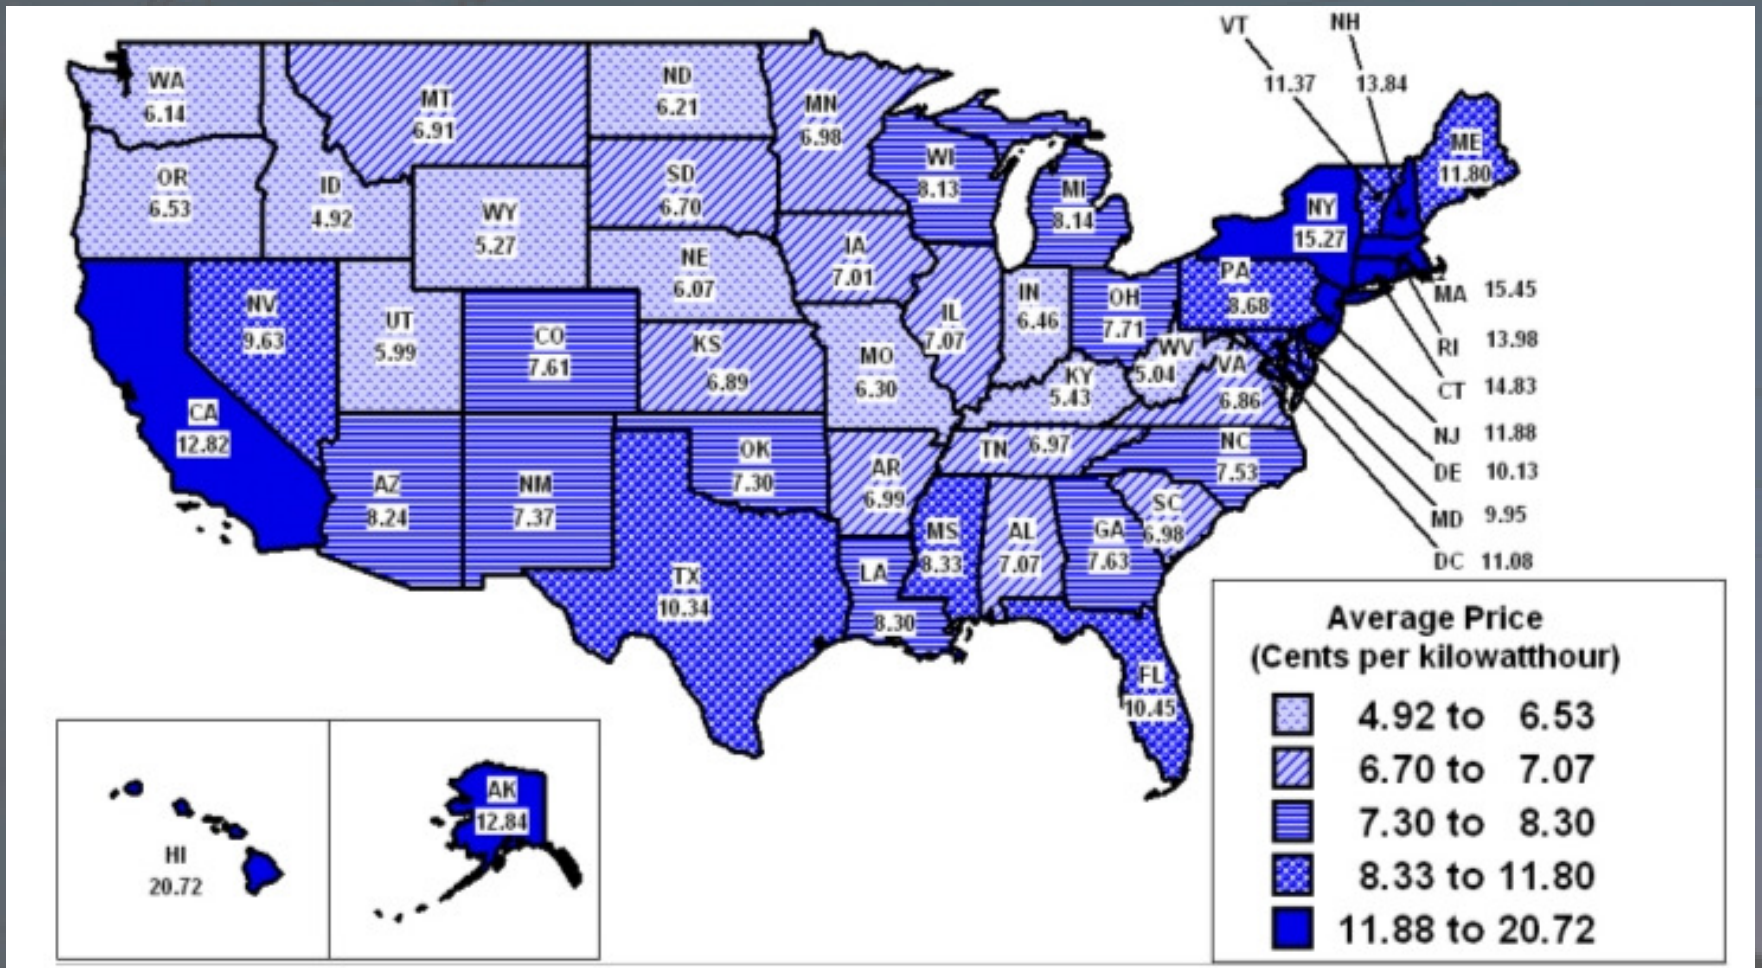 VT
11.37
NH
13.84
WA
6.14
MT
6.91
ND
6.21
MN
6.98
ME
11.80
OR
6.53
ID
4.92
WY
5.27
SD
6.70
WI
8.13
MI
8.14
NY
15.27
NE
6.07
IA
7.01
NV
9.63
UT
5.99
CO
7.61
KS
6.89
MO
6.30
IL
7.07
IN
6.46
OH
7.71
PA
8.68
WV
5.04
VA
6.86
KY
5.43
MA 15.45
RI 13.98
CT 14.83
NJ 11.88
DE 10.13
MD 9.95
DC 11.08
CA
12.82
AZ
8.24
NM
7.37
OK
7.30
AR
6.99
TN 6.97
NC
7.53
SC
6.98
MS
8.33
AL
7.07
GA
7.63
TX
10.34
LA
8.30
FL
10.45
HI
20.72
AK
12.84
Average Price
(Cents per kilowatthour)
4.92 to 6.53
6.70 to 7.07
7.30 to 8.30
8.33 to 11.80
11.88 to 20.72